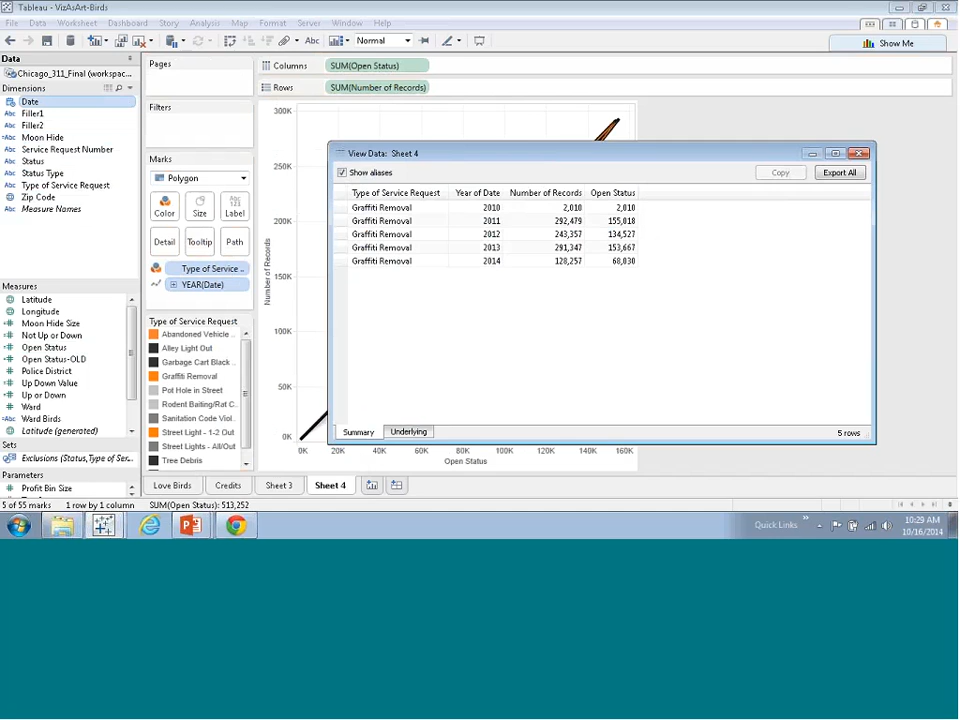 Tableau - VizAsArt-Birds
File Data Worksheet Dashboard Story Analysis Map Format Server Window Help
Abc Normal Show Me
Data
Chicago_311_Final (workspac...
Dimensions
Date
Abc Filler1
Abc Filler2
=Abc Moon Hide
Abc Service Request Number
Abc Status
Abc Status Type
Abc Type of Service Request
Zip Code
Abc Measure Names
Measures
Latitude
Longitude
Moon Hide Size
Not Up or Down
Open Status
Open Status-OLD
Police District
Up Down Value
Up or Down
Ward
=Abc Ward Birds
Latitude (generated)
Sets
Exclusions (Status,Type of Ser...
Parameters
Profit Bin Size
Pages
Filters
Marks
Polygon
Abc
123
Color Size Label
Detail Tooltip Path
Type of Service ..
YEAR(Date)
Type of Service Request
Abandoned Vehicle ..
Alley Light Out
Garbage Cart Black ..
Graffiti Removal
Pot Hole in Street
Rodent Baiting/Rat C..
Sanitation Code Viol..
Street Light - 1-2 Out
Street Lights - All/Out
Tree Debris
Columns SUM(Open Status)
Rows SUM(Number of Records)
300K
250K
200K
150K
100K
50K
0K
Number of Records
0K 20K 40K 60K 80K 100K 120K 140K 160K
Open Status
View Data: Sheet 4
Show aliases Copy Export All
Type of Service Request Year of Date Number of Records Open Status
Graffiti Removal 2010 2,010 2,010
Graffiti Removal 2011 292,479 155,018
Graffiti Removal 2012 243,357 134,527
Graffiti Removal 2013 291,347 153,667
Graffiti Removal 2014 128,257 68,030
Summary Underlying 5 rows
Love Birds Credits Sheet 3 Sheet 4
5 of 55 marks 1 row by 1 column SUM(Open Status): 513,252
Quick Links » 10:29 AM
10/16/2014